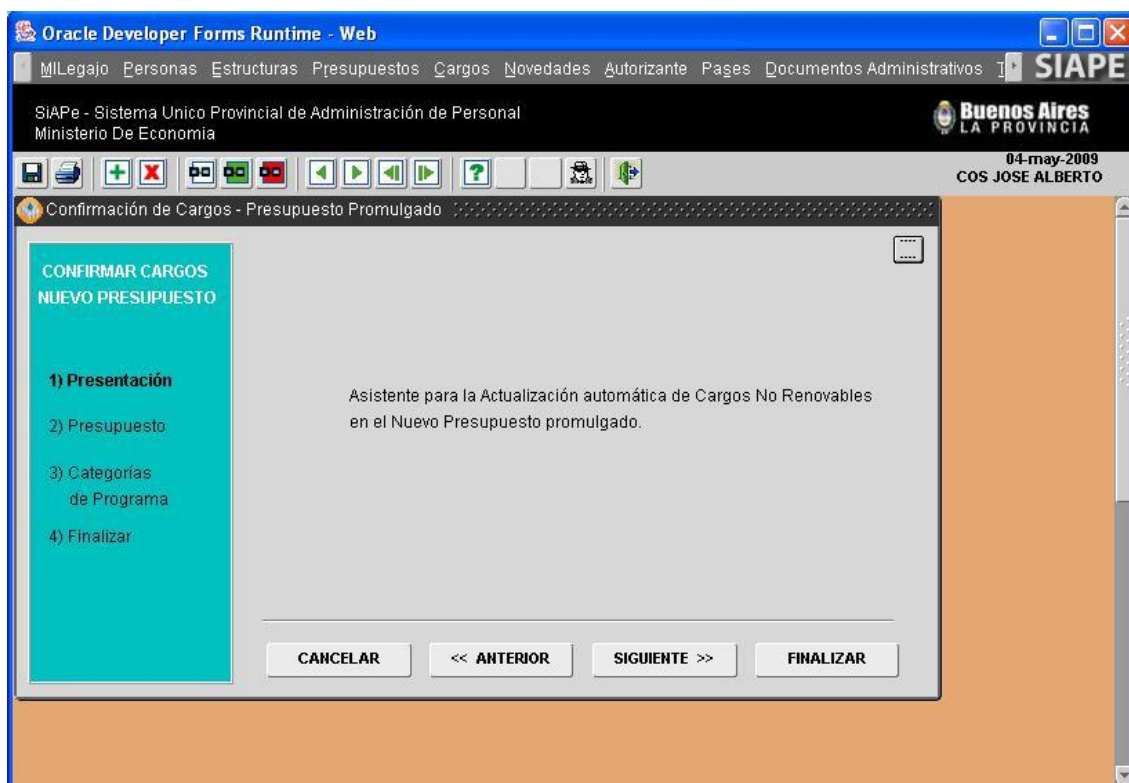 Oracle Developer Forms Runtime - Web
MILegajo Personas Estructuras Presupuestos Cargos Novedades Autorizante Pases Documentos Administrativos
SIAPE
SiAPe - Sistema Unico Provincial de Administración de Personal
Ministerio De Economia
Buenos Aires
LA PROVINCIA
04-may-2009
COS JOSE ALBERTO
Confirmación de Cargos - Presupuesto Promulgado
CONFIRMAR CARGOS
NUEVO PRESUPUESTO
1) Presentación
2) Presupuesto
3) Categorías
de Programa
4) Finalizar
Asistente para la Actualización automática de Cargos No Renovables
en el Nuevo Presupuesto promulgado.
CANCELAR
<< ANTERIOR
SIGUIENTE >>
FINALIZAR